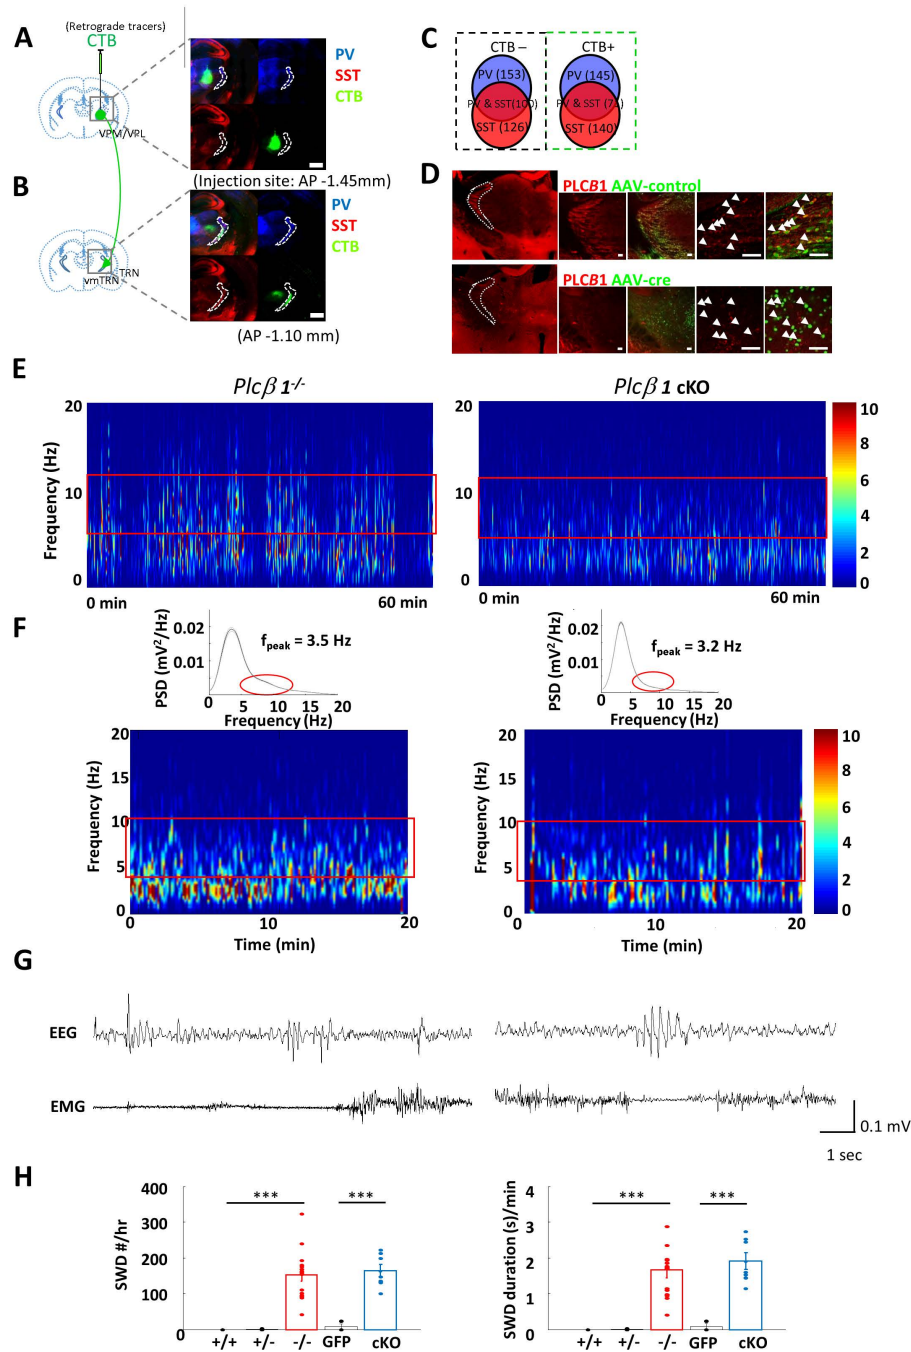 A
(Retrograde tracers)
CTB
VPM/VRL
PV
SST
CTB
(Injection site: AP -1.45mm)
B
TRN
vmTRN
PV
SST
CTB
(AP -1.10 mm)
C
CTB –
CTB+
PV (153)
PV (145)
PV & SST(100)
SST (126)
SST (140)
D
PLCB1 AAV-control
PLCB1 AAV-cre
E
Plcβ 1-/-
Plcβ 1 cKO
Frequency (Hz)
20
10
0
0 min
60 min
20
10
0
0 min
60 min
10
8
6
4
2
0
F
PSD (mV²/Hz)
0.02
0.01
fpeak = 3.5 Hz
0 5 10 15 20
Frequency (Hz)
PSD (mV²/Hz)
0.02
0.01
fpeak = 3.2 Hz
0 5 10 15 20
Frequency (Hz)
Frequency (Hz)
20
15
10
5
0
0 10 20
Time (min)
Frequency (Hz)
20
15
10
5
0
0 10 20
Time (min)
10
8
6
4
2
0
G
EEG
EMG
0.1 mV
1 sec
H
SWD #/hr
400
300
200
100
0
***
***
+/+ +/- -/- GFP cKO
SWD duration (s)/min
4
3
2
1
0
***
***
+/+ +/- -/- GFP cKO